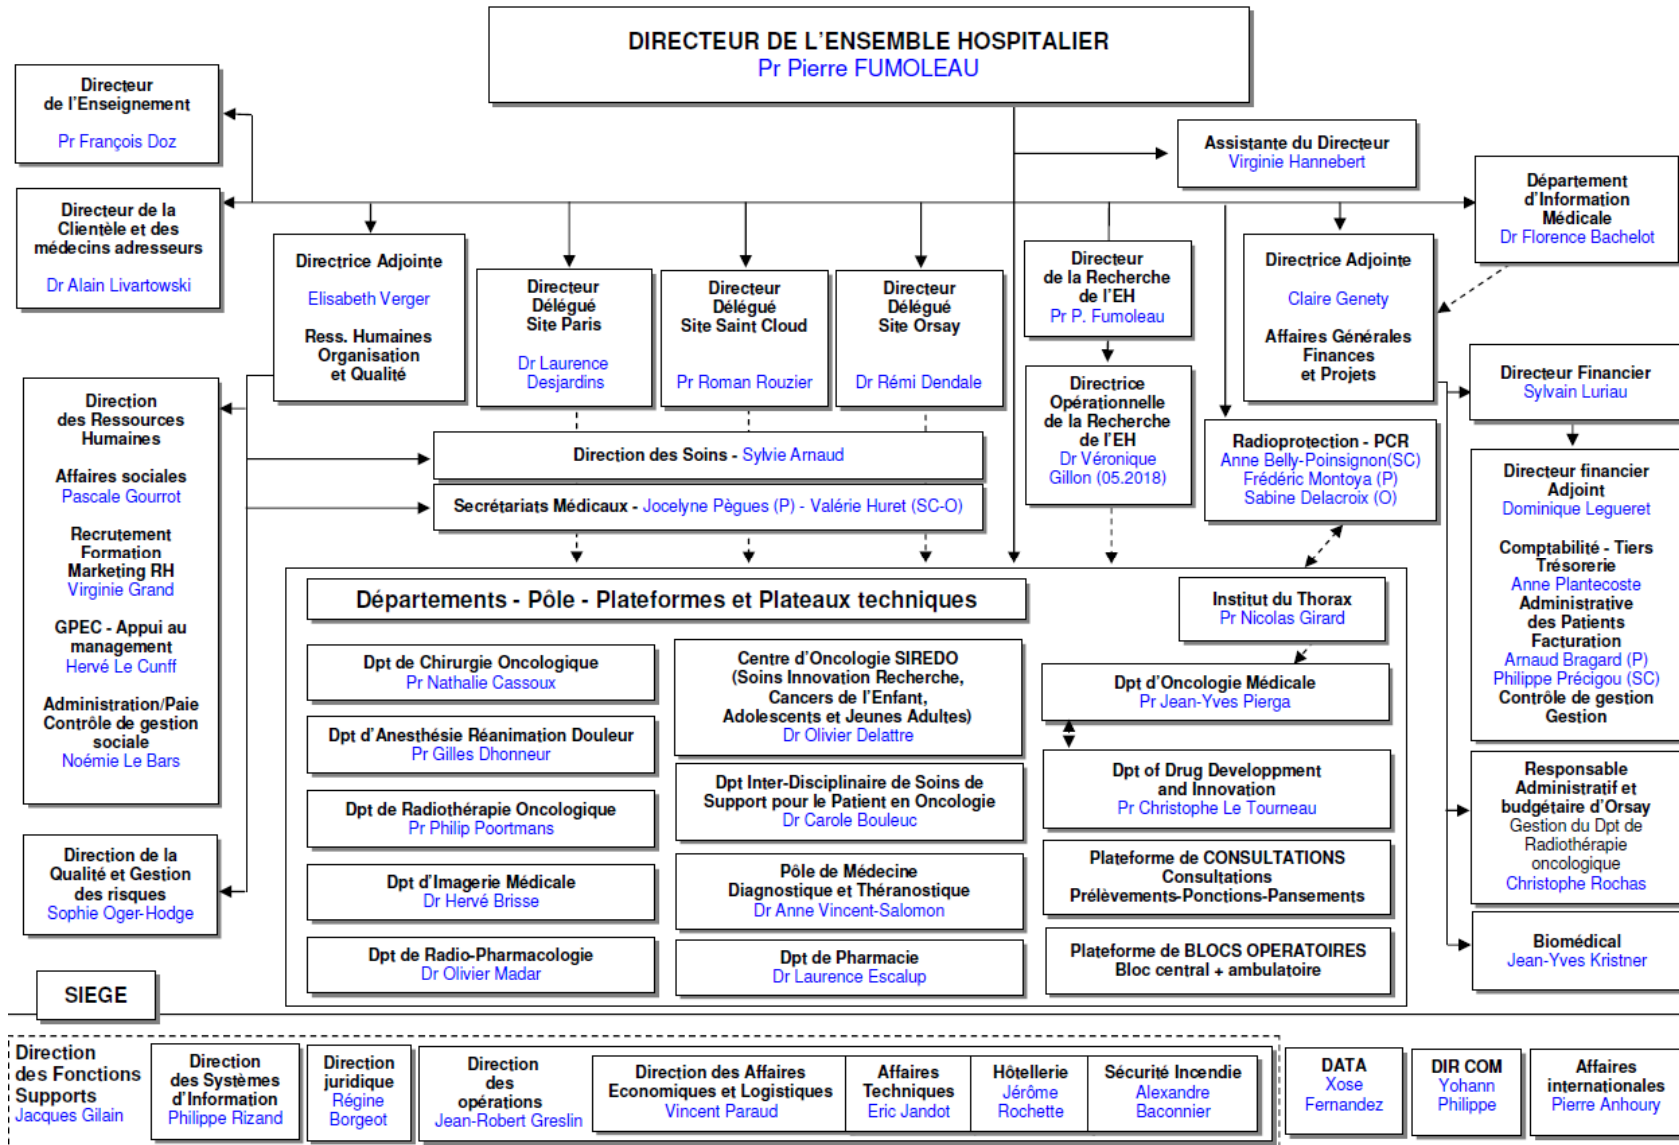 DIRECTEUR DE L'ENSEMBLE HOSPITALIER
Pr Pierre FUMOLEAU
Directeur
de l'Enseignement
Pr François Doz
Assistante du Directeur
Virginie Hannebert
Département
d'Information
Médicale
Dr Florence Bachelot
Directeur de la
Clientèle et des
médecins adresseurs
Dr Alain Livartowski
Directrice Adjointe
Elisabeth Verger
Ress. Humaines
Organisation
et Qualité
Directeur
Délégué
Site Paris
Dr Laurence
Desjardins
Directeur
Délégué
Site Saint Cloud
Pr Roman Rouzier
Directeur
Délégué
Site Orsay
Dr Rémi Dendale
Directeur
de la Recherche
de l'EH
Pr P. Fumoleau
Directrice Adjointe
Claire Genety
Affaires Générales
Finances
et Projets
Directrice
Opérationnelle
de la Recherche
de l'EH
Dr Véronique
Gillon (05.2018)
Radioprotection - PCR
Anne Belly-Poinsignon(SC)
Frédéric Montoya (P)
Sabine Delacroix (O)
Directeur Financier
Sylvain Luriau
Direction
des Ressources
Humaines
Affaires sociales
Pascale Gourrot
Recrutement
Formation
Marketing RH
Virginie Grand
GPEC - Appui au
management
Hervé Le Cunff
Administration/Paie
Contrôle de gestion
sociale
Noémie Le Bars
Direction des Soins - Sylvie Arnaud
Secrétariats Médicaux - Jocelyne Pègues (P) - Valérie Huret (SC-O)
Directeur financier
Adjoint
Dominique Legueret
Comptabilité - Tiers
Trésorerie
Anne Plantecoste
Administrative
des Patients
Facturation
Arnaud Bragard (P)
Philippe Précigou (SC)
Contrôle de gestion
Gestion
Départements - Pôle - Plateformes et Plateaux techniques
Institut du Thorax
Pr Nicolas Girard
Dpt de Chirurgie Oncologique
Pr Nathalie Cassoux
Dpt d'Anesthésie Réanimation Douleur
Pr Gilles Dhonneur
Dpt de Radiothérapie Oncologique
Pr Philip Poortmans
Dpt d'Imagerie Médicale
Dr Hervé Brisse
Dpt de Radio-Pharmacologie
Dr Olivier Madar
Centre d'Oncologie SIREDO
(Soins Innovation Recherche,
Cancers de l'Enfant,
Adolescents et Jeunes Adultes)
Dr Olivier Delattre
Dpt Inter-Disciplinaire de Soins de
Support pour le Patient en Oncologie
Dr Carole Bouleuc
Pôle de Médecine
Diagnostique et Théranostique
Dr Anne Vincent-Salomon
Dpt de Pharmacie
Dr Laurence Escalup
Dpt d'Oncologie Médicale
Pr Jean-Yves Pierga
Dpt of Drug Developpment
and Innovation
Pr Christophe Le Tourneau
Plateforme de CONSULTATIONS
Consultations
Prélèvements-Ponctions-Pansements
Plateforme de BLOCS OPERATOIRES
Bloc central + ambulatoire
Responsable
Administratif et
budgétaire d'Orsay
Gestion du Dpt de
Radiothérapie
oncologique
Christophe Rochas
Direction de la
Qualité et Gestion
des risques
Sophie Oger-Hodge
Biomédical
Jean-Yves Kristner
SIEGE
Direction
des Fonctions
Supports
Jacques Gilain
Direction
des Systèmes
d'Information
Philippe Rizand
Direction
juridique
Régine
Borgeot
Direction
des
opérations
Jean-Robert Greslin
Direction des Affaires
Economiques et Logistiques
Vincent Paraud
Affaires
Techniques
Eric Jandot
Hôtellerie
Jérôme
Rochette
Sécurité Incendie
Alexandre
Baconnier
DATA
Xose
Fernandez
DIR COM
Yohann
Philippe
Affaires
internationales
Pierre Anhoury